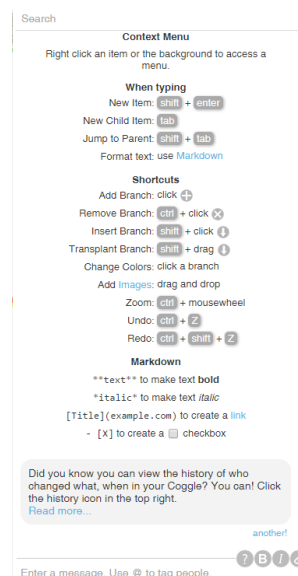 Search
Context Menu
Right click an item or the background to access a
menu.
When typing
New Item: shift + enter
New Child Item: tab
Jump to Parent: shift + tab
Format text: use Markdown
Shortcuts
Add Branch: click
Remove Branch: ctrl + click
Insert Branch: shift + click
Transplant Branch: shift + drag
Change Colors: click a branch
Add Images: drag and drop
Zoom: ctrl + mousewheel
Undo: ctrl + Z
Redo: ctrl + shift + Z
Markdown
**text** to make text bold
*italic* to make text italic
[Title](example.com) to create a link
- [X] to create a checkbox
Did you know you can view the history of who
changed what, when in your Coggle? You can! Click
the history icon in the top right.
Read more...
another!
? B i
Enter a message. Use @ to tag people